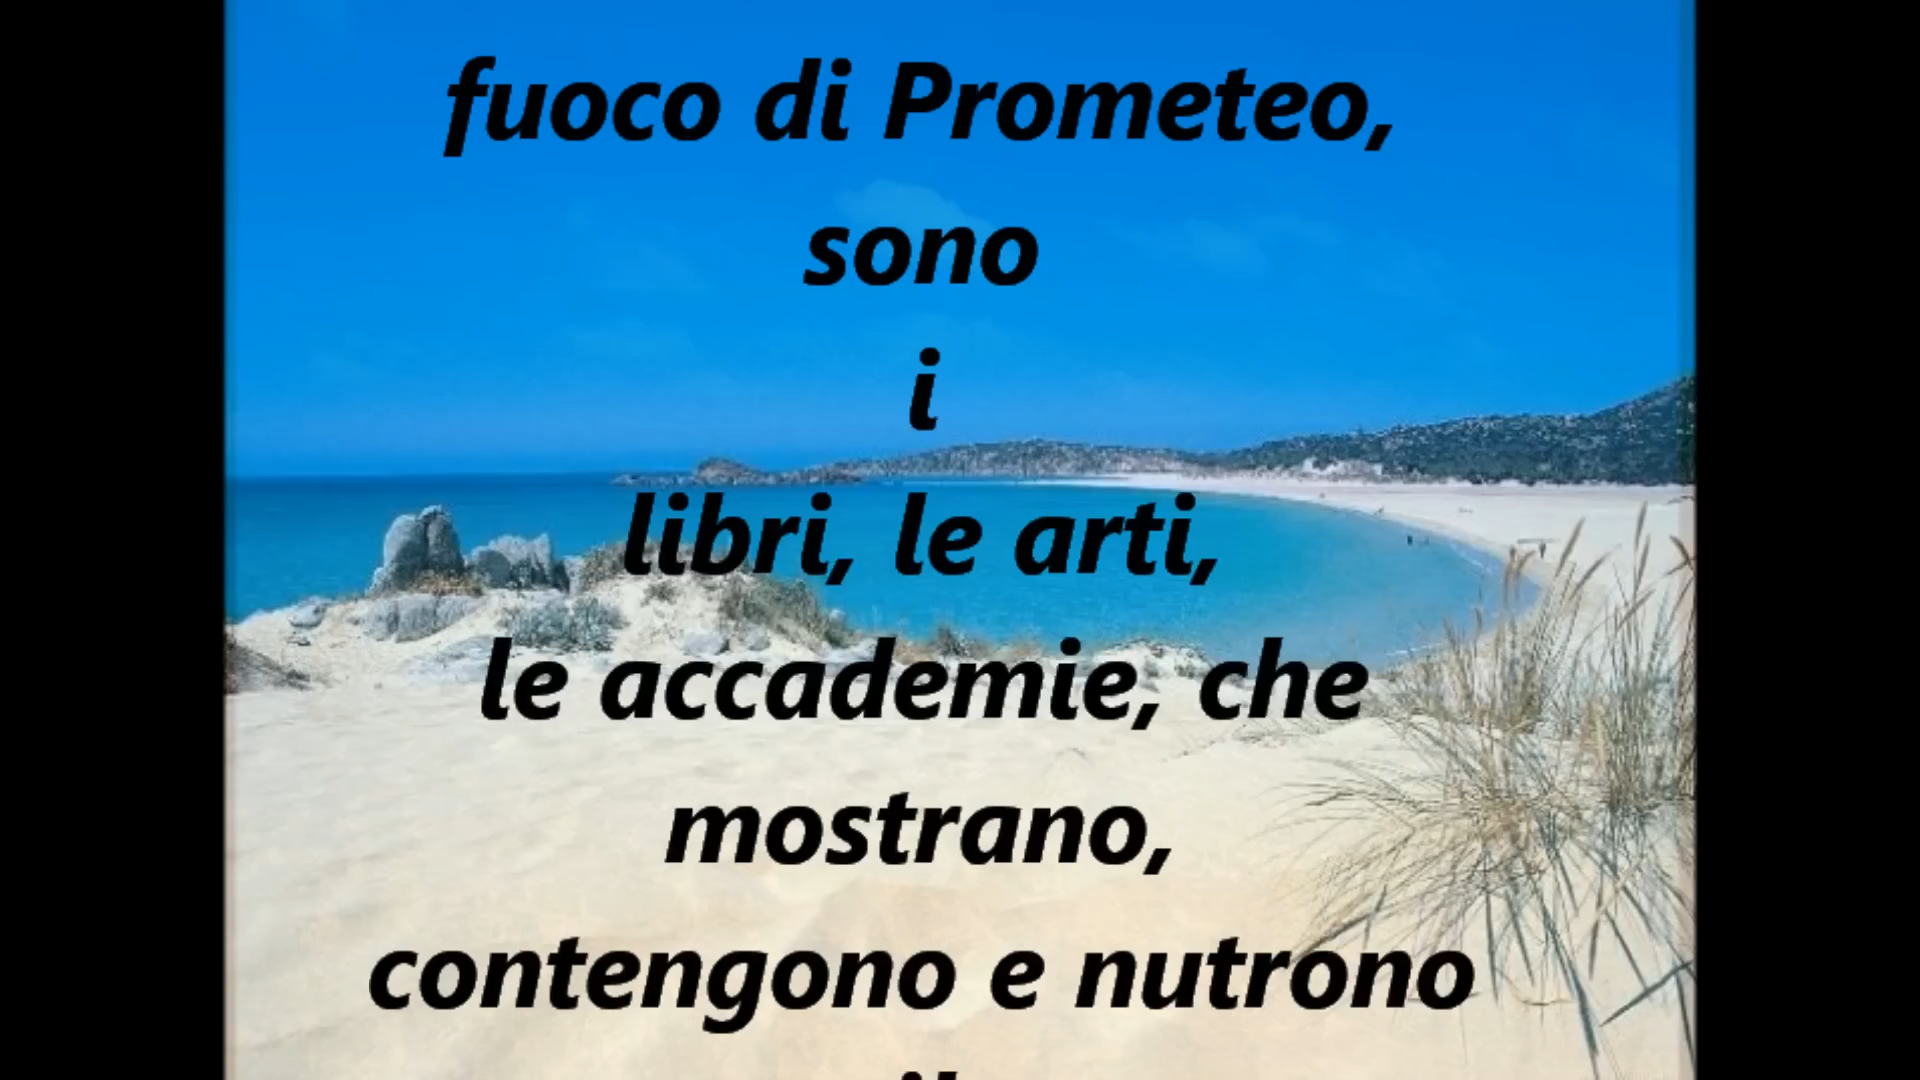 fuoco di Prometeo,
sono
i
libri, le arti,
le accademie, che
mostrano,
contengono e nutrono